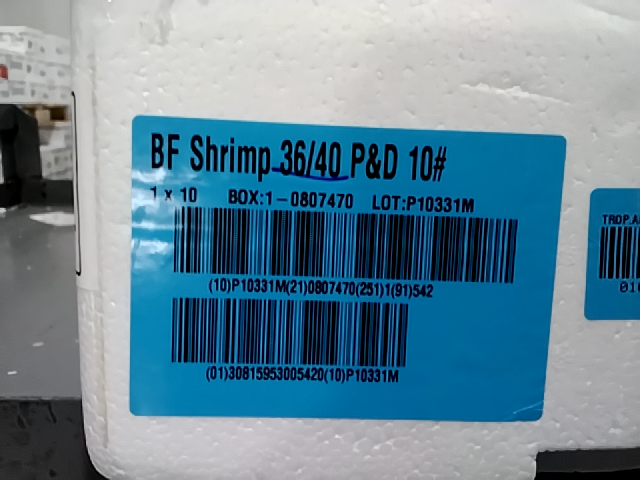 BF Shrimp 36/40 P&D 10#
1 x 10 BOX:1-0807470 LOT:P10331M
(10)P10331M(21)0807470(251)1(91)542
(01)30815953005420(10)P10331M